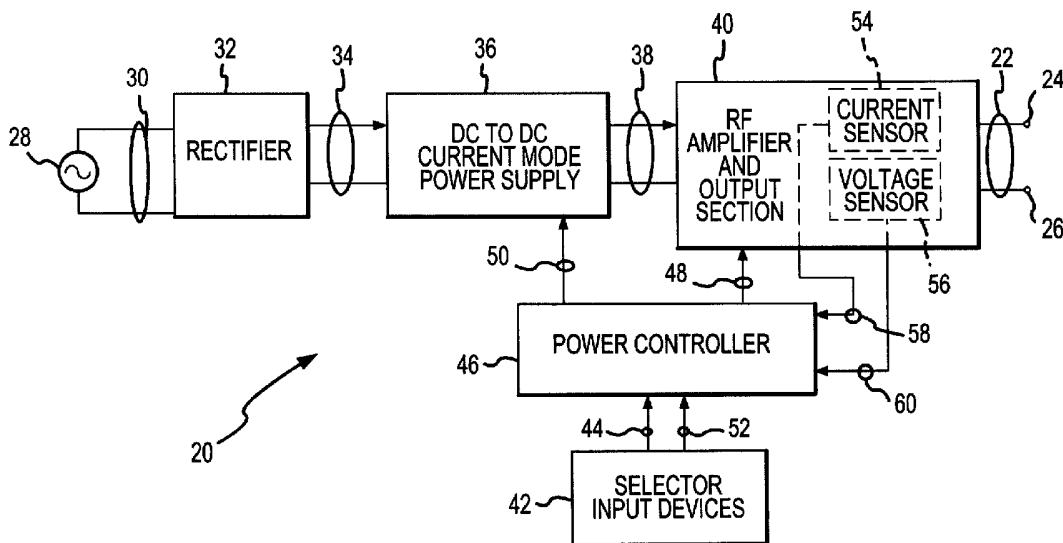 54
32
34
36
38
40
22
24
30
28
RECTIFIER
DC TO DC
CURRENT MODE
POWER SUPPLY
RF
AMPLIFIER
AND
OUTPUT
SECTION
CURRENT
SENSOR
VOLTAGE
SENSOR
26
50
48
56
58
POWER CONTROLLER
46
60
44
52
20
SELECTOR
INPUT DEVICES
42